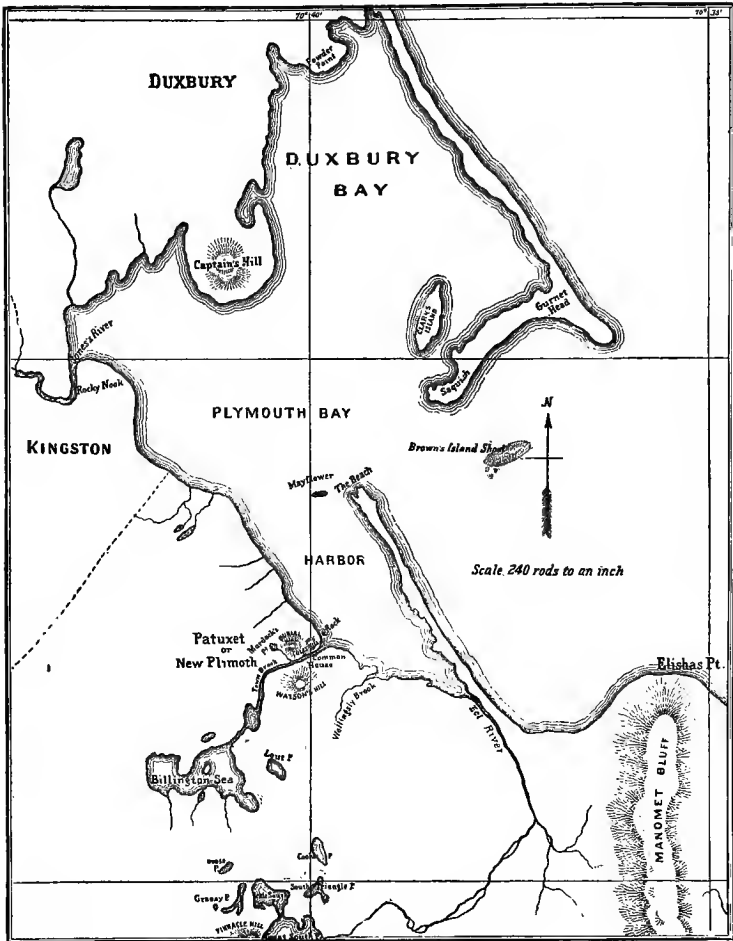 70° 40'
70° 35'
Powder
Point
DUXBURY
DUXBURY
BAY
Captain's Hill
CLARK'S
ISLAND
Gurnet
Head
Jones's River
Saquish
Rocky Nook
PLYMOUTH BAY
N
KINGSTON
Brown's Island Shoal
Mayflower
The Beach
HARBOR
Scale, 240 rods to an inch
Patuxet
or
New Plymoth
Murdock's
P.
BURIAL
Rock
Common
House
Elishas Pt.
Town Brook
WATSON'S HILL
Wellingsly Brook
Eel River
Lout P.
Billington Sea
MANOMET BLUFF
P.
P.
South Triangle P.
Grassy P.
PINNACLE HILL